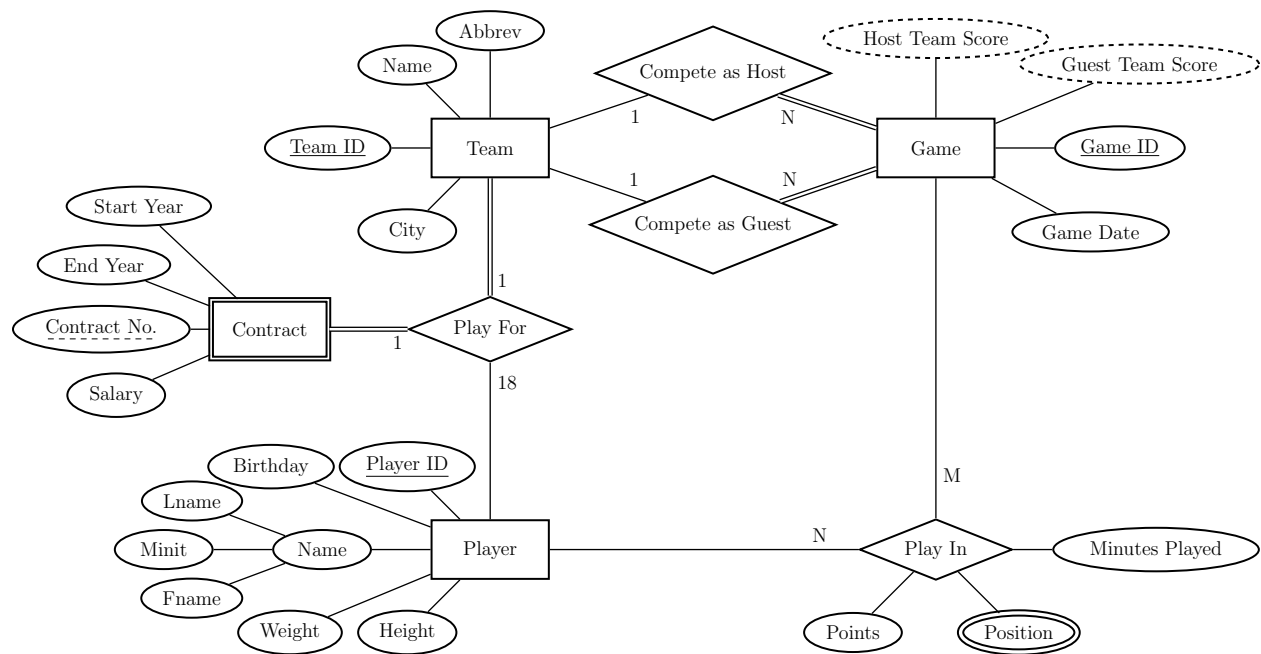 Abbrev
Host Team Score
Name
Compete as Host
Guest Team Score
1
N
Team ID
Team
Game
Game ID
1
N
Start Year
City
Compete as Guest
Game Date
End Year
1
Contract No.
Contract
Play For
1
18
Salary
Birthday
Player ID
M
Lname
N
Minit
Name
Player
Play In
Minutes Played
Fname
Weight
Height
Points
Position